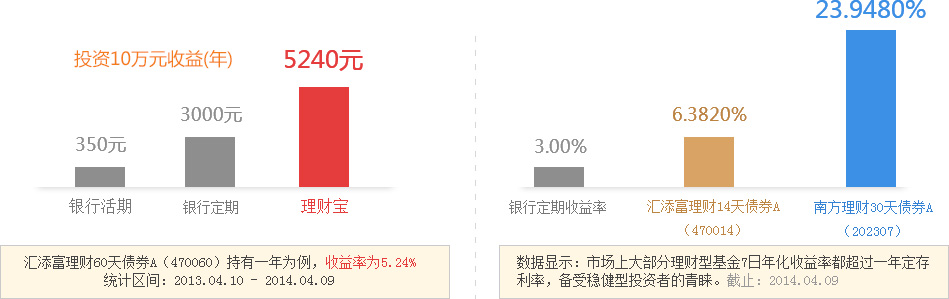 投资10万元收益(年)
350元
3000元
5240元
银行活期
银行定期
理财宝
汇添富理财60天债券A（470060）持有一年为例，收益率为5.24%
统计区间：2013.04.10 - 2014.04.09
3.00%
6.3820%
23.9480%
银行定期收益率
汇添富理财14天债券A
（470014）
南方理财30天债券A
（202307）
数据显示：市场上大部分理财型基金7日年化收益率都超过一年定存
利率，备受稳健型投资者的青睐。截止：2014.04.09